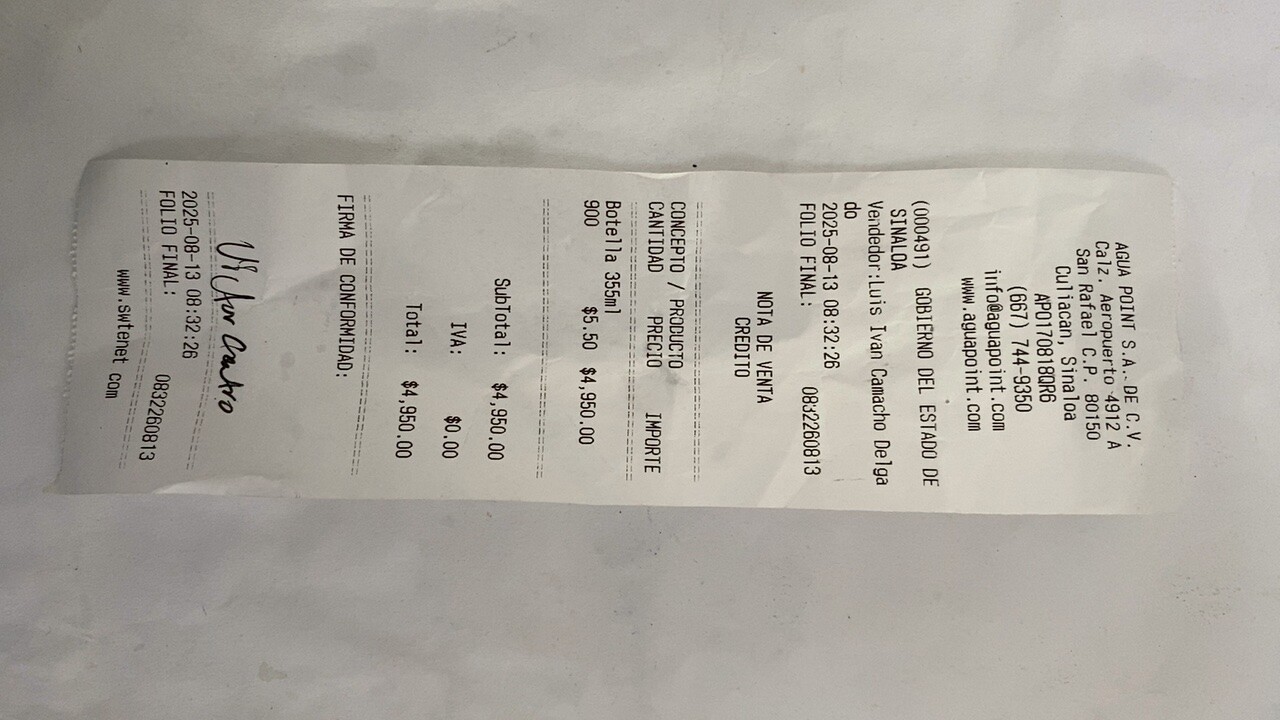 AGUA POINT S.A. DE C.V.
Calz. Aeropuerto 4912 A
San Rafael C.P. 80150
Culiacan, Sinaloa
APO170818QR6
(667) 744-9350
info@aguapoint.com
www.aguapoint.com
(000491) GOBIERNO DEL ESTADO DE
SINALOA
Vendedor:Luis Ivan Camacho Delga
do
2025-08-13 08:32:26
FOLIO FINAL: 0832260813
NOTA DE VENTA
CREDITO
CONCEPTO / PRODUCTO
CANTIDAD PRECIO IMPORTE
Botella 355ml
900 $5.50 $4,950.00
SubTotal: $4,950.00
IVA: $0.00
Total: $4,950.00
FIRMA DE CONFORMIDAD:
Victor
2025-08-13 08:32:26
FOLIO FINAL: 0832260813
www.swtenet com